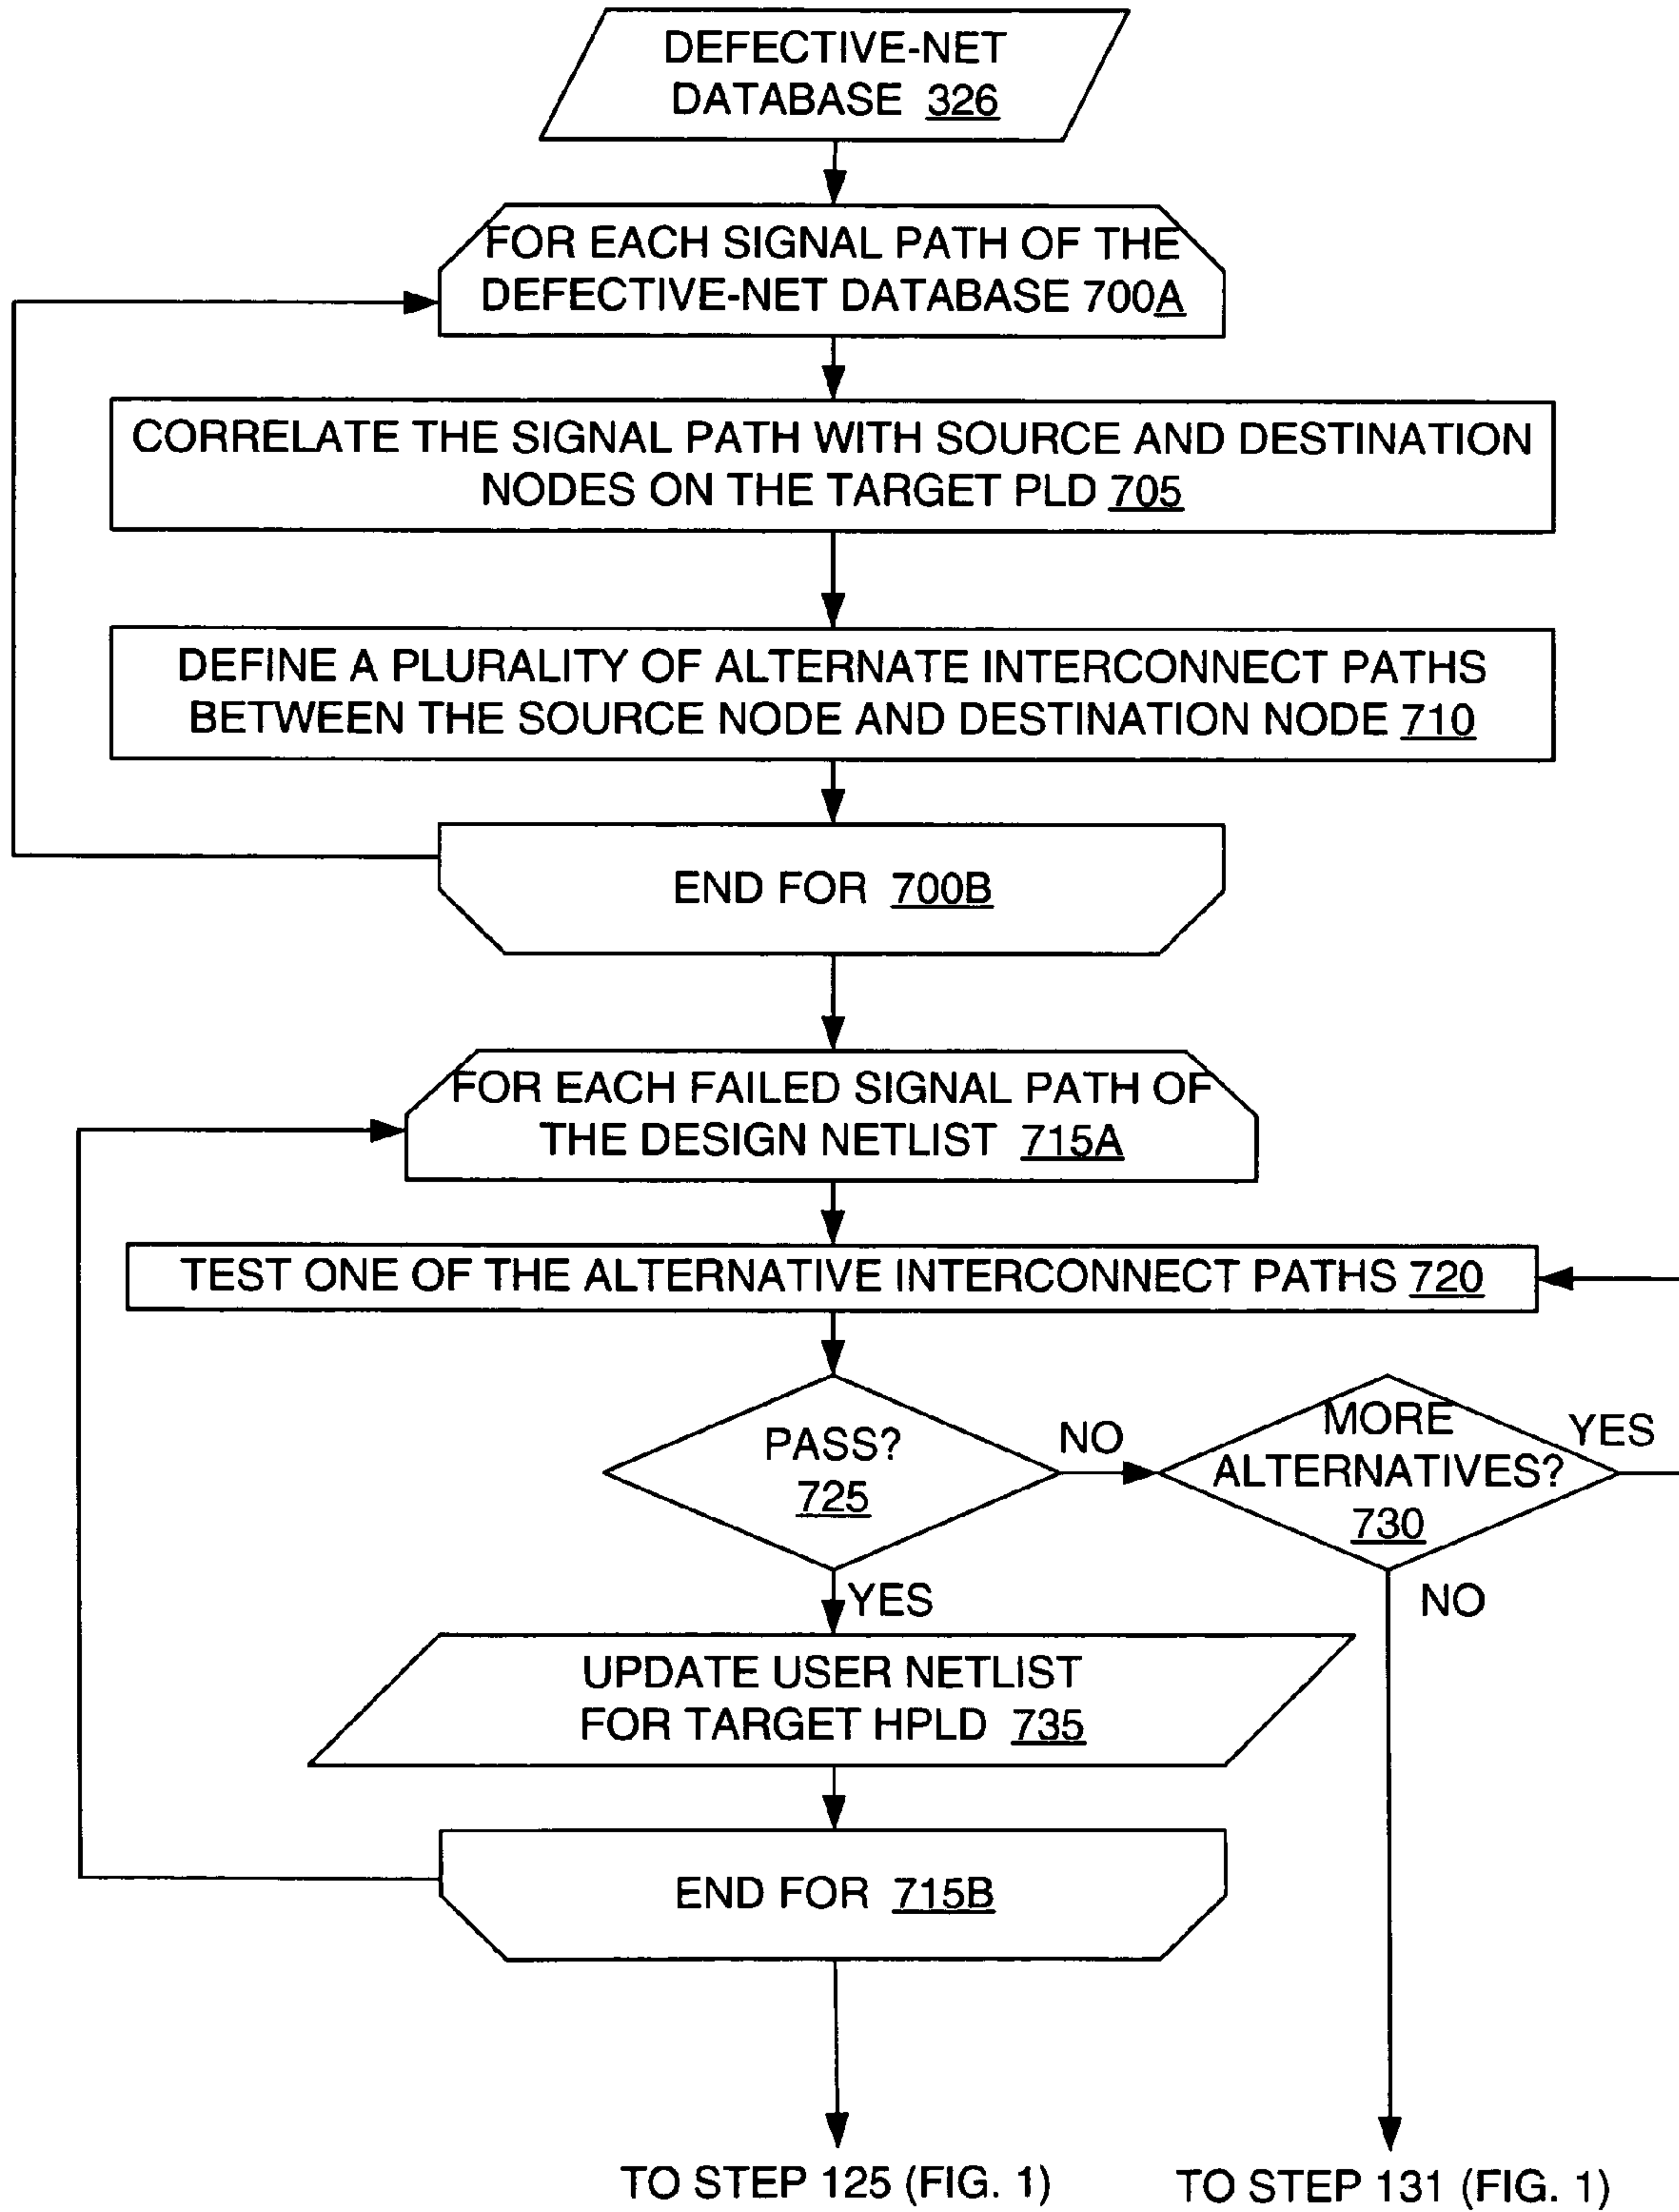 DEFECTIVE-NET
DATABASE 326
FOR EACH SIGNAL PATH OF THE
DEFECTIVE-NET DATABASE 700A
CORRELATE THE SIGNAL PATH WITH SOURCE AND DESTINATION
NODES ON THE TARGET PLD 705
DEFINE A PLURALITY OF ALTERNATE INTERCONNECT PATHS
BETWEEN THE SOURCE NODE AND DESTINATION NODE 710
END FOR 700B
FOR EACH FAILED SIGNAL PATH OF
THE DESIGN NETLIST 715A
TEST ONE OF THE ALTERNATIVE INTERCONNECT PATHS 720
PASS?
725
NO
MORE
ALTERNATIVES?
730
YES
YES
NO
UPDATE USER NETLIST
FOR TARGET HPLD 735
END FOR 715B
TO STEP 125 (FIG. 1)
TO STEP 131 (FIG. 1)